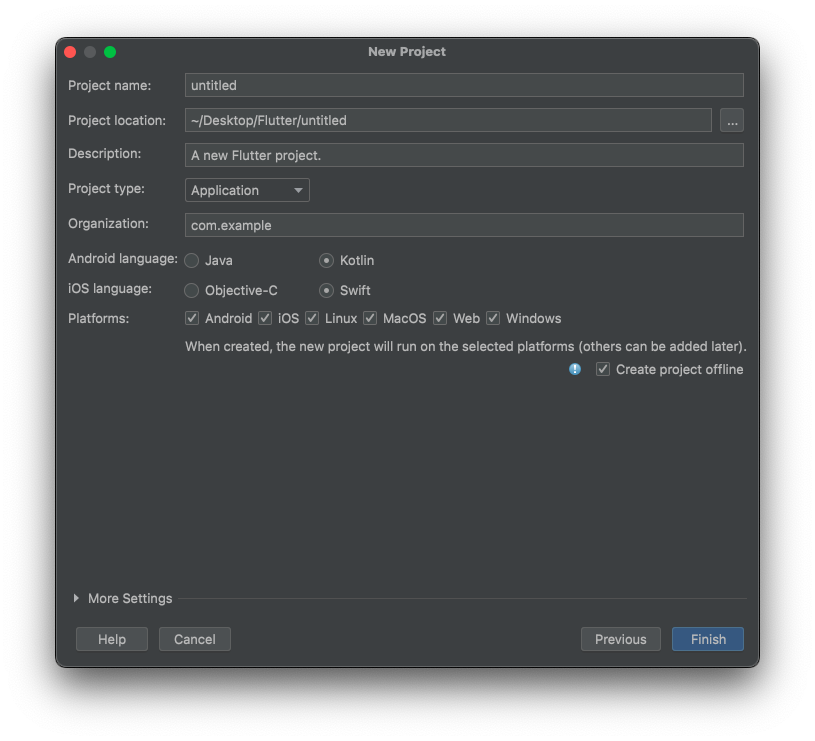 New Project
Project name: untitled
Project location: ~/Desktop/Flutter/untitled ...
Description: A new Flutter project.
Project type: Application
Organization: com.example
Android language: Java Kotlin
iOS language: Objective-C Swift
Platforms: Android iOS Linux MacOS Web Windows
When created, the new project will run on the selected platforms (others can be added later).
Create project offline
More Settings
Help Cancel Previous Finish